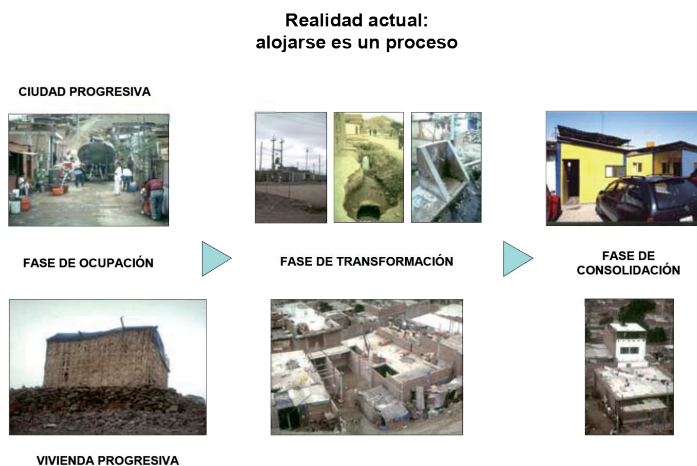 Realidad actual:
alojarse es un proceso
CIUDAD PROGRESIVA
FASE DE OCUPACIÓN
FASE DE TRANSFORMACIÓN
FASE DE
CONSOLIDACIÓN
VIVIENDA PROGRESIVA